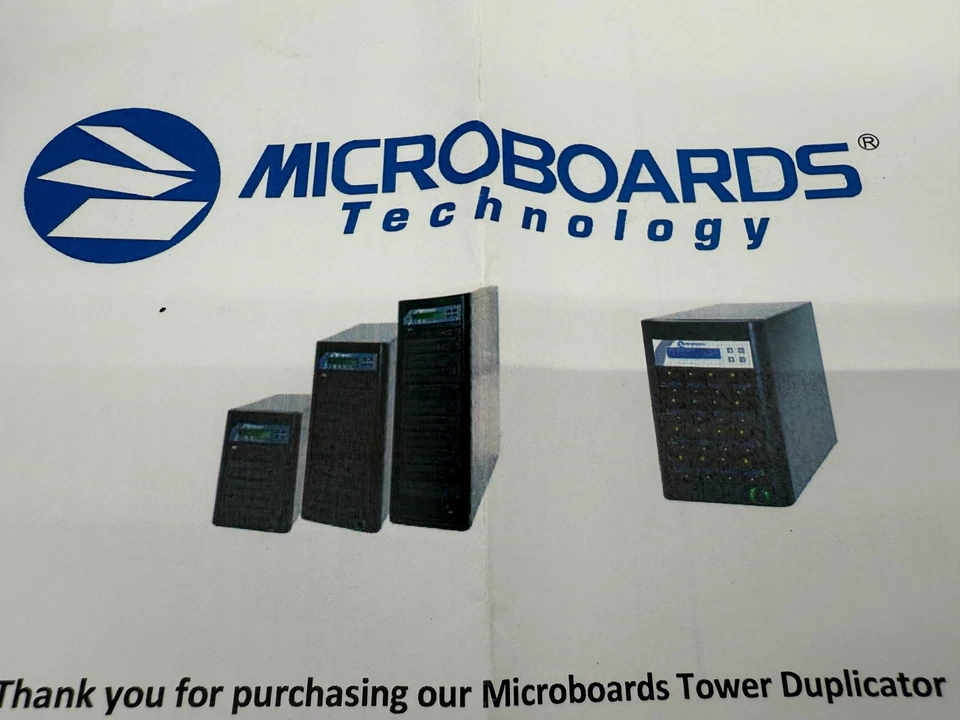 MICROBOARDS®
Technology
Thank you for purchasing our Microboards Tower Duplicator